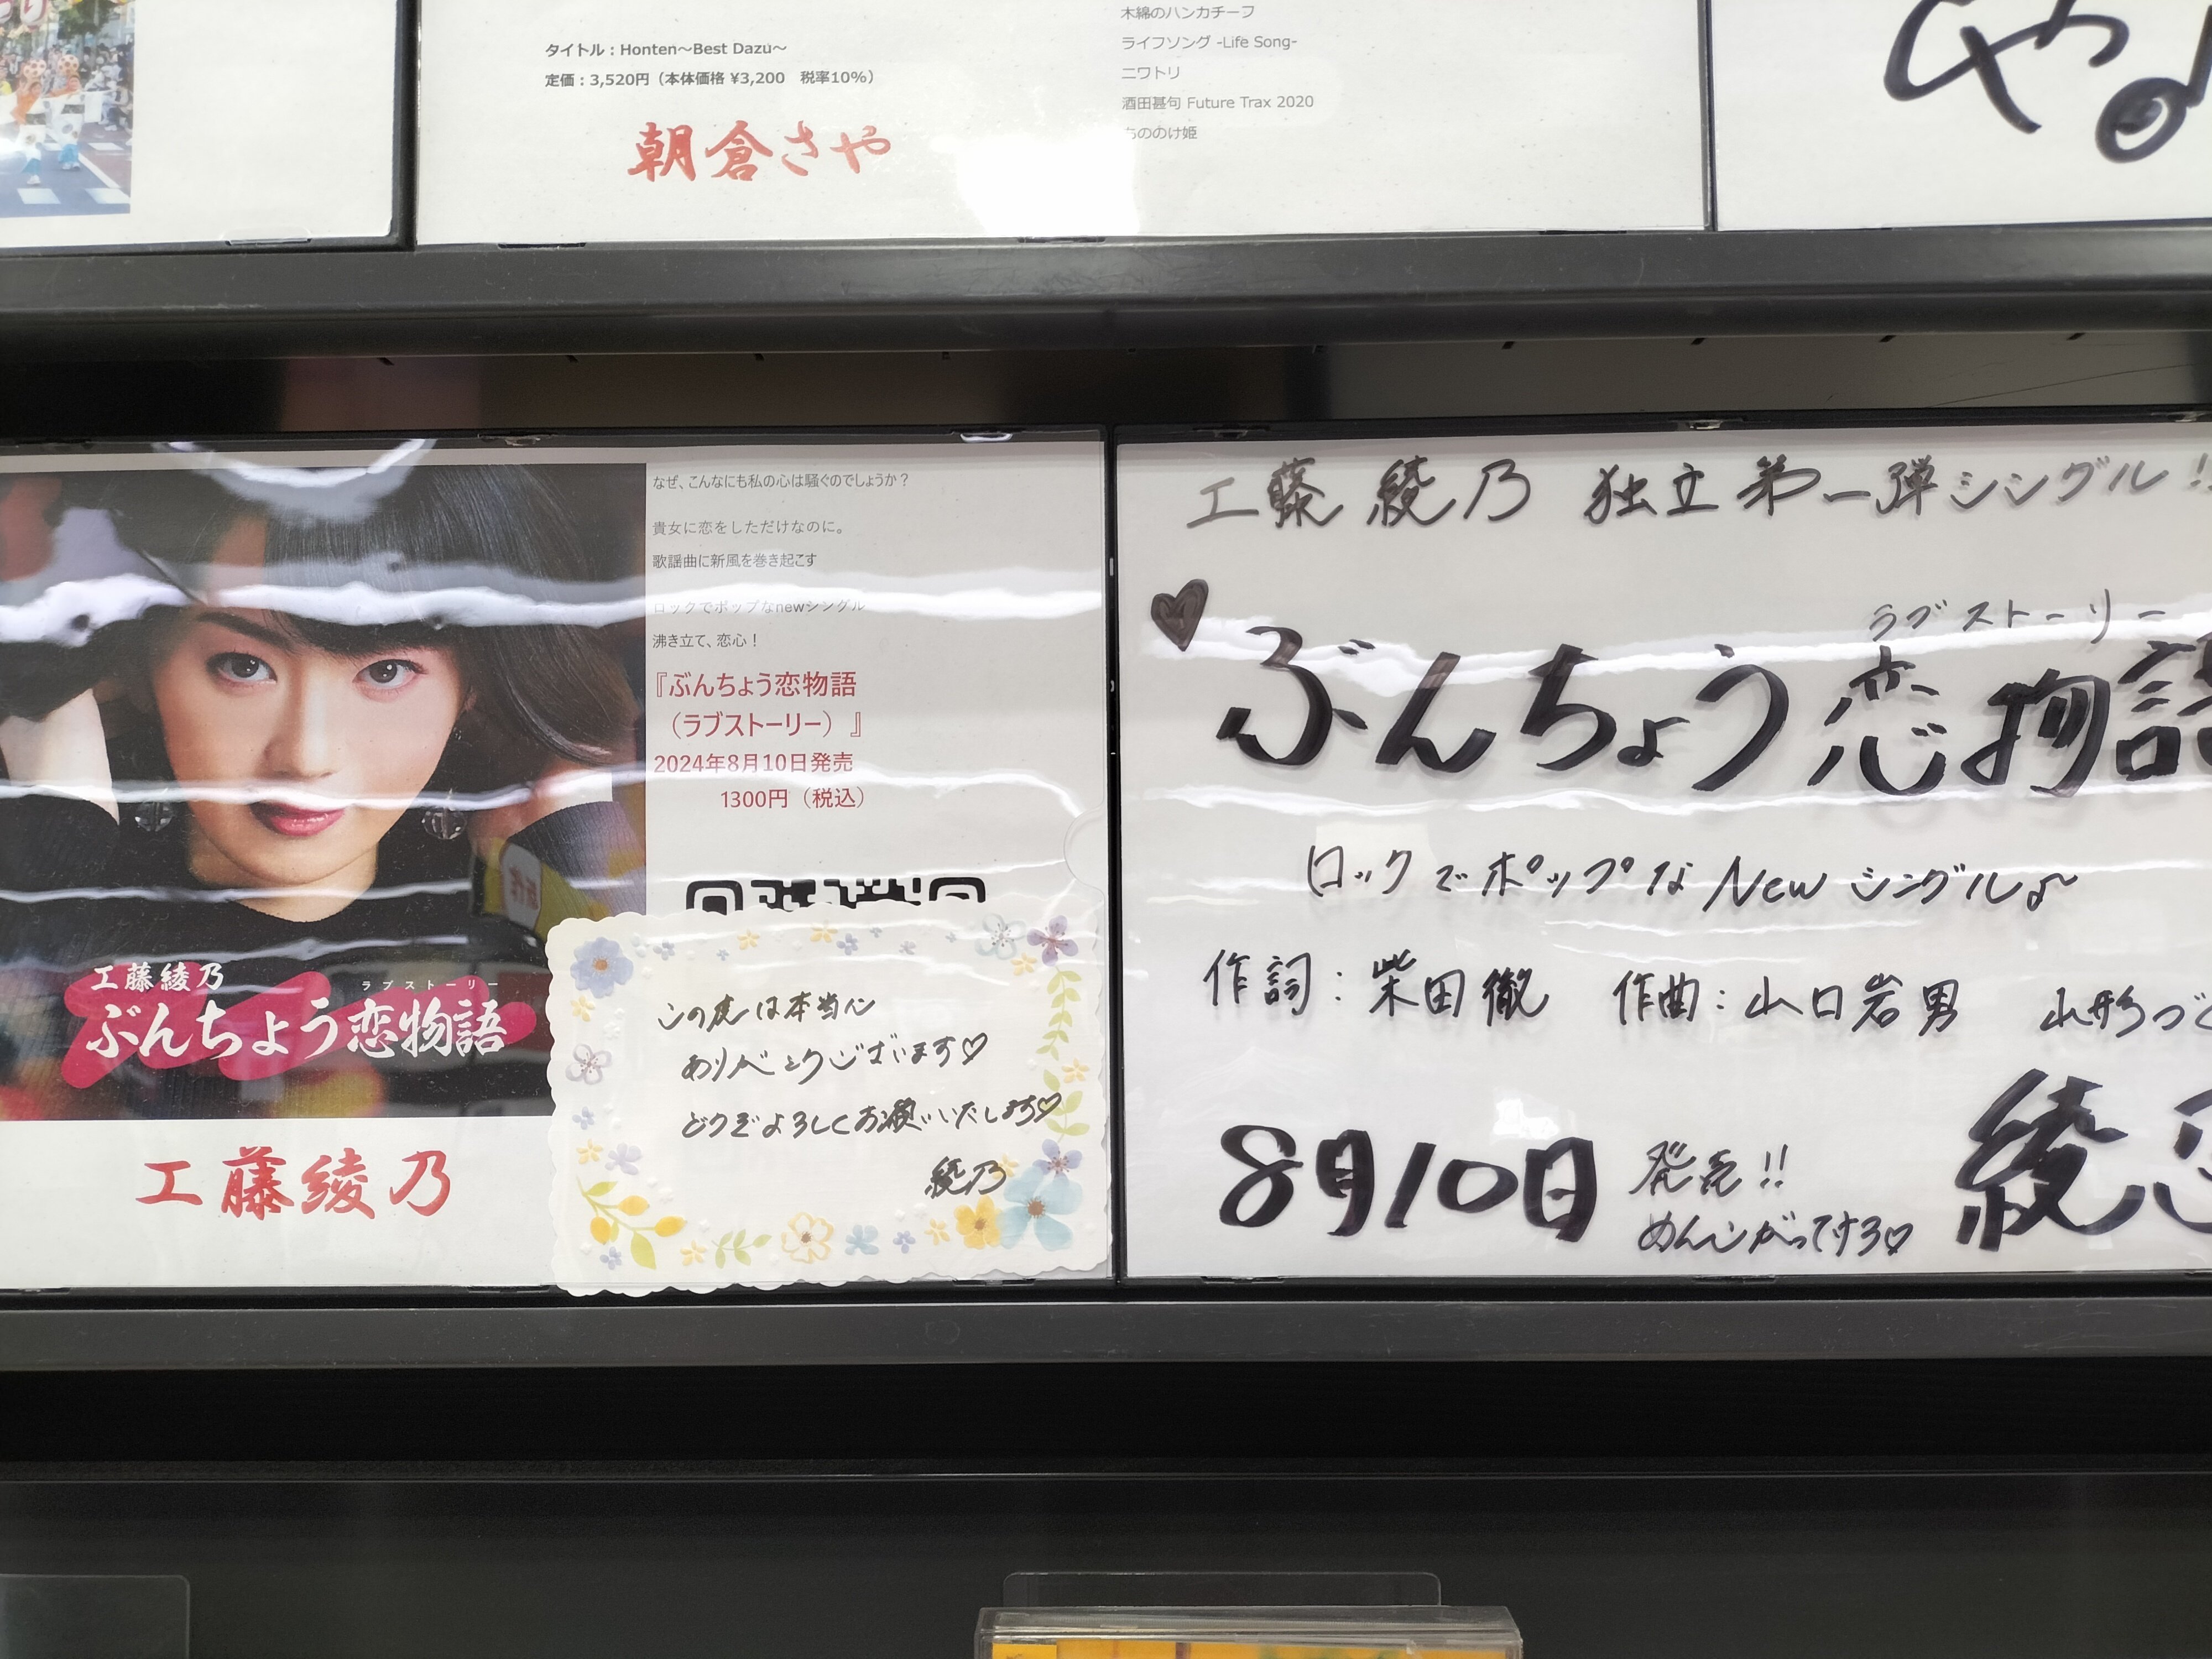 タイトル：Honten～Best Dazu～
定価：3,520円（本体価格 ¥3,200　税率10%）
朝倉さや
木綿のハンカチーフ
ライフソング -Life Song-
ニワトリ
酒田甚句 Future Trax 2020
もののけ姫
なぜ、こんなにも私の心は騒ぐのでしょうか？
貴女に恋をしただけなのに。
歌謡曲に新風を巻き起こす
ロックでポップなnewシングル
沸き立て、恋心！
『ぶんちょう恋物語
（ラブストーリー）』
2024年8月10日発売
1300円（税込）
工藤綾乃
ラブストーリー
ぶんちょう恋物語
工藤綾乃
この度は本当に
ありがとうございます♡
どうぞよろしくお願いいたします♡
綾乃
工藤綾乃 独立第一弾シングル!!
ラブストーリー
♥ぶんちょう恋物語
ロックでポップなNewシングル♪
作詞：柴田徹 作曲：山口岩男 山形つ
8月10日 発売!!
めんこがってけろ♡
綾